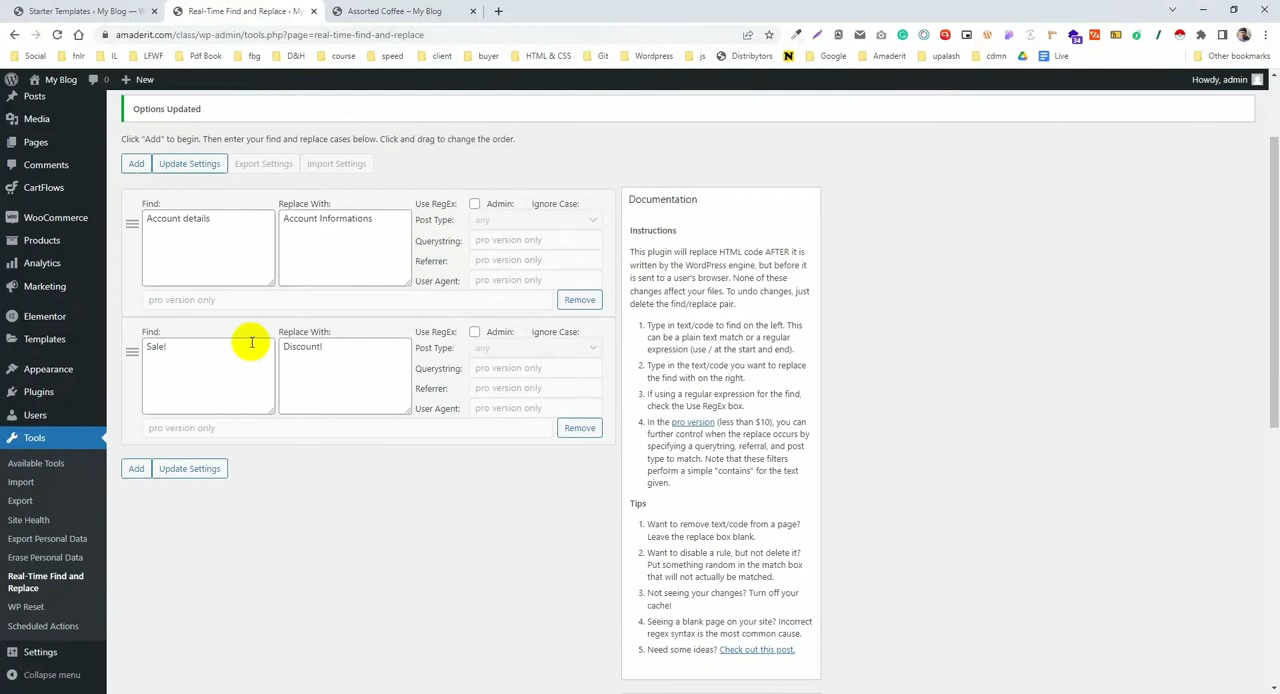 Starter Templates ‹ My Blog — W
Real-Time Find and Replace ‹ My
Assorted Coffee – My Blog
amaderit.com/class/wp-admin/tools.php?page=real-time-find-and-replace
Social
fnlr
IL
LFWF
Pdf Book
fbg
D&H
course
speed
client
buyer
HTML & CSS
Git
Wordpress
js
Distribytors
Google
Amaderit
upalash
cdmn
Live
Other bookmarks
My Blog
0
New
Howdy, admin
Posts
Media
Pages
Comments
CartFlows
WooCommerce
Products
Analytics
Marketing
Elementor
Templates
Appearance
Plugins
Users
Tools
Available Tools
Import
Export
Site Health
Export Personal Data
Erase Personal Data
Real-Time Find and
Replace
WP Reset
Scheduled Actions
Settings
Collapse menu
Options Updated
Click "Add" to begin. Then enter your find and replace cases below. Click and drag to change the order.
Add
Update Settings
Export Settings
Import Settings
Find:
Replace With:
Use RegEx:
Admin:
Ignore Case:
Account details
Account Informations
Post Type:
any
Querystring:
pro version only
Referrer:
pro version only
User Agent:
pro version only
pro version only
Remove
Find:
Replace With:
Use RegEx:
Admin:
Ignore Case:
Sale!
Discount!
Post Type:
any
Querystring:
pro version only
Referrer:
pro version only
User Agent:
pro version only
pro version only
Remove
Add
Update Settings
Documentation
Instructions
This plugin will replace HTML code AFTER it is
written by the WordPress engine, but before it
is sent to a user's browser. None of these
changes affect your files. To undo changes, just
delete the find/replace pair.
1. Type in text/code to find on the left. This
can be a plain text match or a regular
expression (use / at the start and end).
2. Type in the text/code you want to replace
the find with on the right.
3. If using a regular expression for the find,
check the Use RegEx box.
4. In the pro version (less than $10), you can
further control when the replace occurs by
specifying a querytring, referral, and post
type to match. Note that these filters
perform a simple "contains" for the text
given.
Tips
1. Want to remove text/code from a page?
Leave the replace box blank.
2. Want to disable a rule, but not delete it?
Put something random in the match box
that will not actually be matched.
3. Not seeing your changes? Turn off your
cache!
4. Seeing a blank page on your site? Incorrect
regex syntax is the most common cause.
5. Need some ideas? Check out this post.